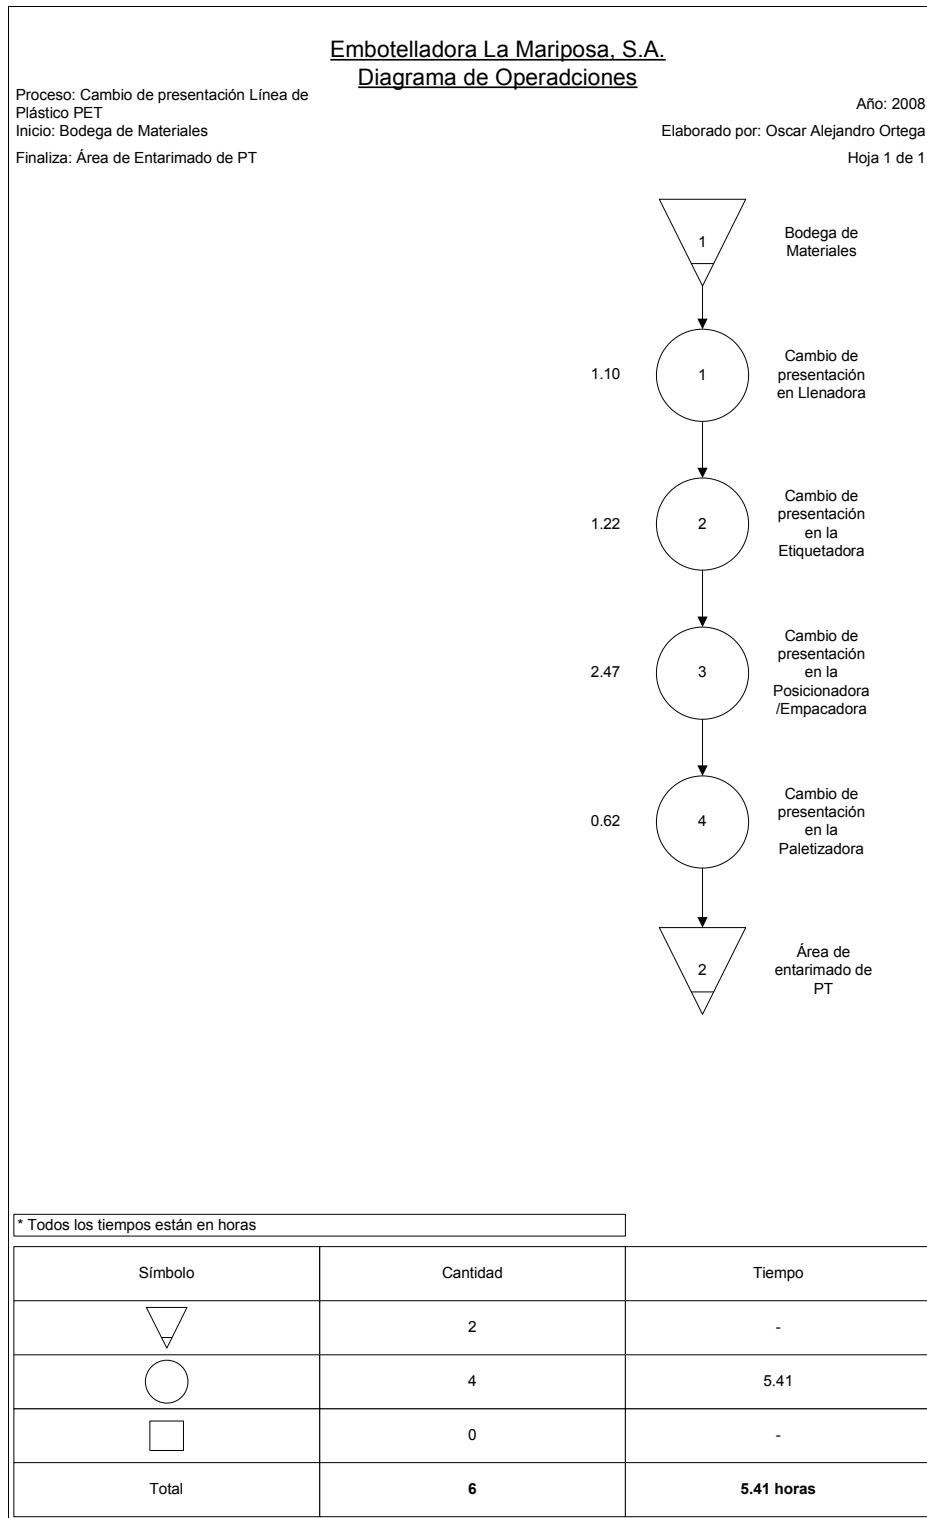 Embotelladora La Mariposa, S.A.
Diagrama de Operadciones
Proceso: Cambio de presentación Línea de
Plástico PET
Inicio: Bodega de Materiales
Finaliza: Área de Entarimado de PT
Año: 2008
Elaborado por: Oscar Alejandro Ortega
Hoja 1 de 1
1
Bodega de
Materiales
1.10
1
Cambio de
presentación
en Llenadora
1.22
2
Cambio de
presentación
en la
Etiquetadora
2.47
3
Cambio de
presentación
en la
Posicionadora
/Empacadora
0.62
4
Cambio de
presentación
en la
Paletizadora
2
Área de
entarimado de
PT
* Todos los tiempos están en horas
Símbolo Cantidad Tiempo
2 -
4 5.41
0 -
Total 6 5.41 horas